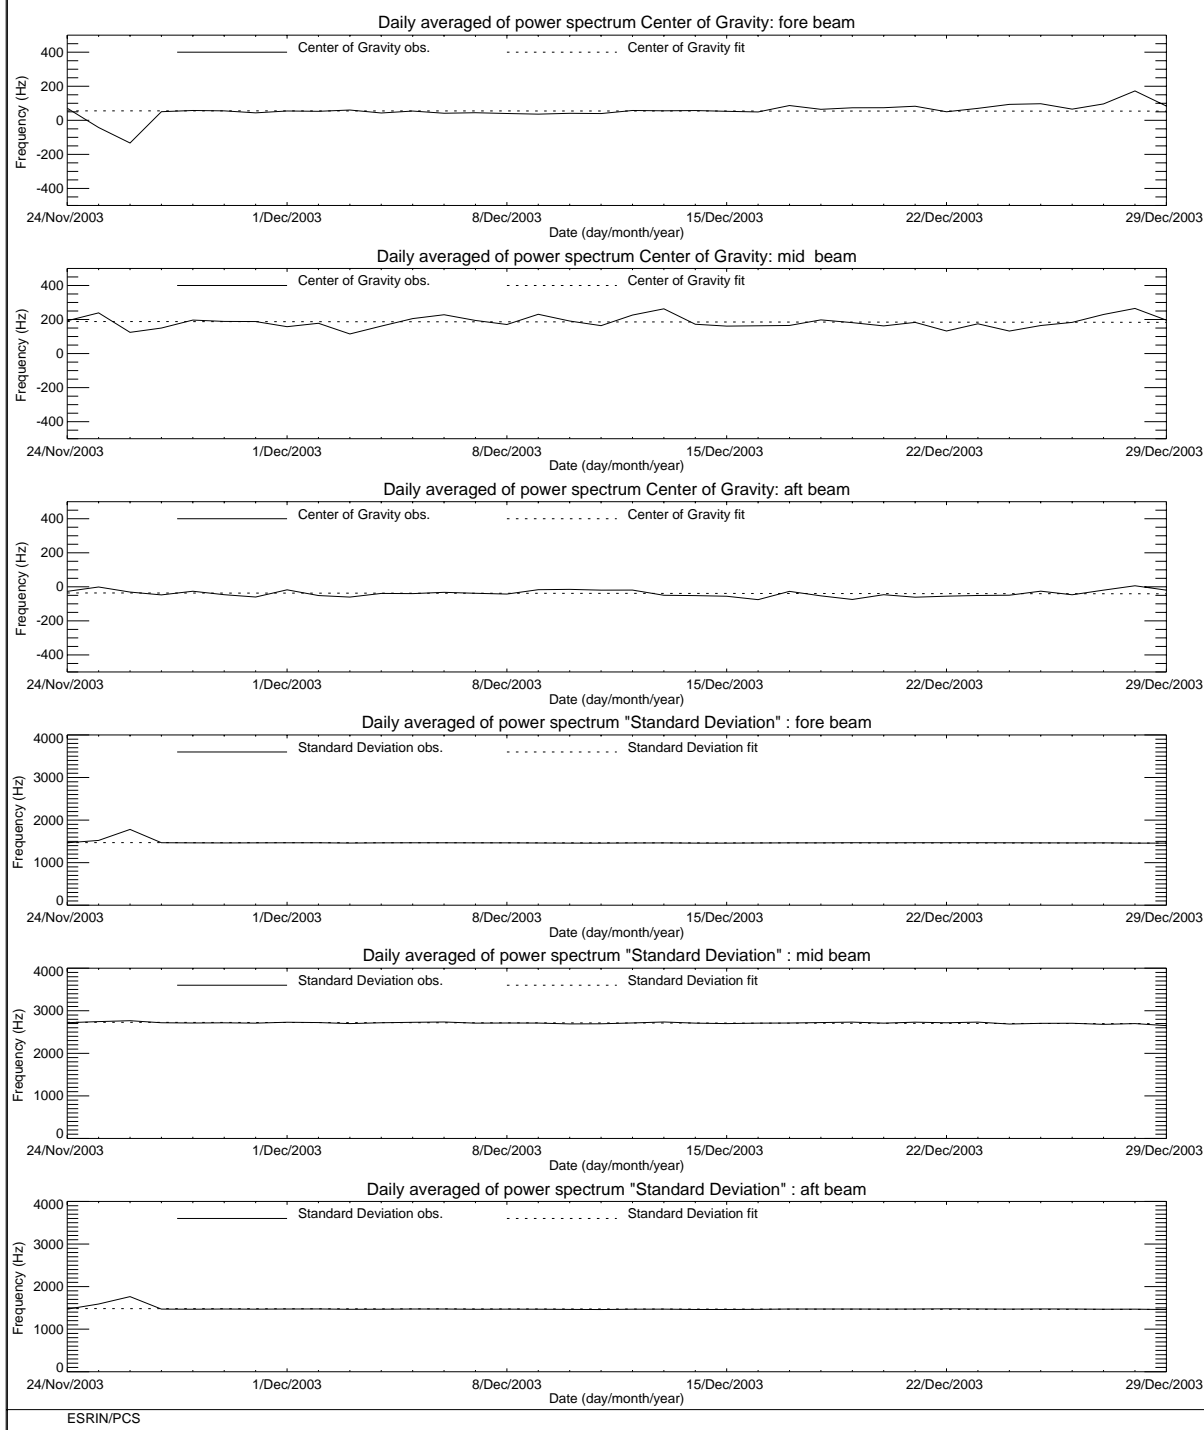 Daily averaged of power spectrum Center of Gravity: fore beam
Center of Gravity obs. Center of Gravity fit
Frequency (Hz)
400
200
0
-200
-400
24/Nov/2003 1/Dec/2003 8/Dec/2003 15/Dec/2003 22/Dec/2003 29/Dec/2003
Date (day/month/year)
Daily averaged of power spectrum Center of Gravity: mid beam
Center of Gravity obs. Center of Gravity fit
Frequency (Hz)
400
200
0
-200
-400
24/Nov/2003 1/Dec/2003 8/Dec/2003 15/Dec/2003 22/Dec/2003 29/Dec/2003
Date (day/month/year)
Daily averaged of power spectrum Center of Gravity: aft beam
Center of Gravity obs. Center of Gravity fit
Frequency (Hz)
400
200
0
-200
-400
24/Nov/2003 1/Dec/2003 8/Dec/2003 15/Dec/2003 22/Dec/2003 29/Dec/2003
Date (day/month/year)
Daily averaged of power spectrum "Standard Deviation" : fore beam
Standard Deviation obs. Standard Deviation fit
Frequency (Hz)
4000
3000
2000
1000
0
24/Nov/2003 1/Dec/2003 8/Dec/2003 15/Dec/2003 22/Dec/2003 29/Dec/2003
Date (day/month/year)
Daily averaged of power spectrum "Standard Deviation" : mid beam
Standard Deviation obs. Standard Deviation fit
Frequency (Hz)
4000
3000
2000
1000
0
24/Nov/2003 1/Dec/2003 8/Dec/2003 15/Dec/2003 22/Dec/2003 29/Dec/2003
Date (day/month/year)
Daily averaged of power spectrum "Standard Deviation" : aft beam
Standard Deviation obs. Standard Deviation fit
Frequency (Hz)
4000
3000
2000
1000
0
24/Nov/2003 1/Dec/2003 8/Dec/2003 15/Dec/2003 22/Dec/2003 29/Dec/2003
Date (day/month/year)
ESRIN/PCS